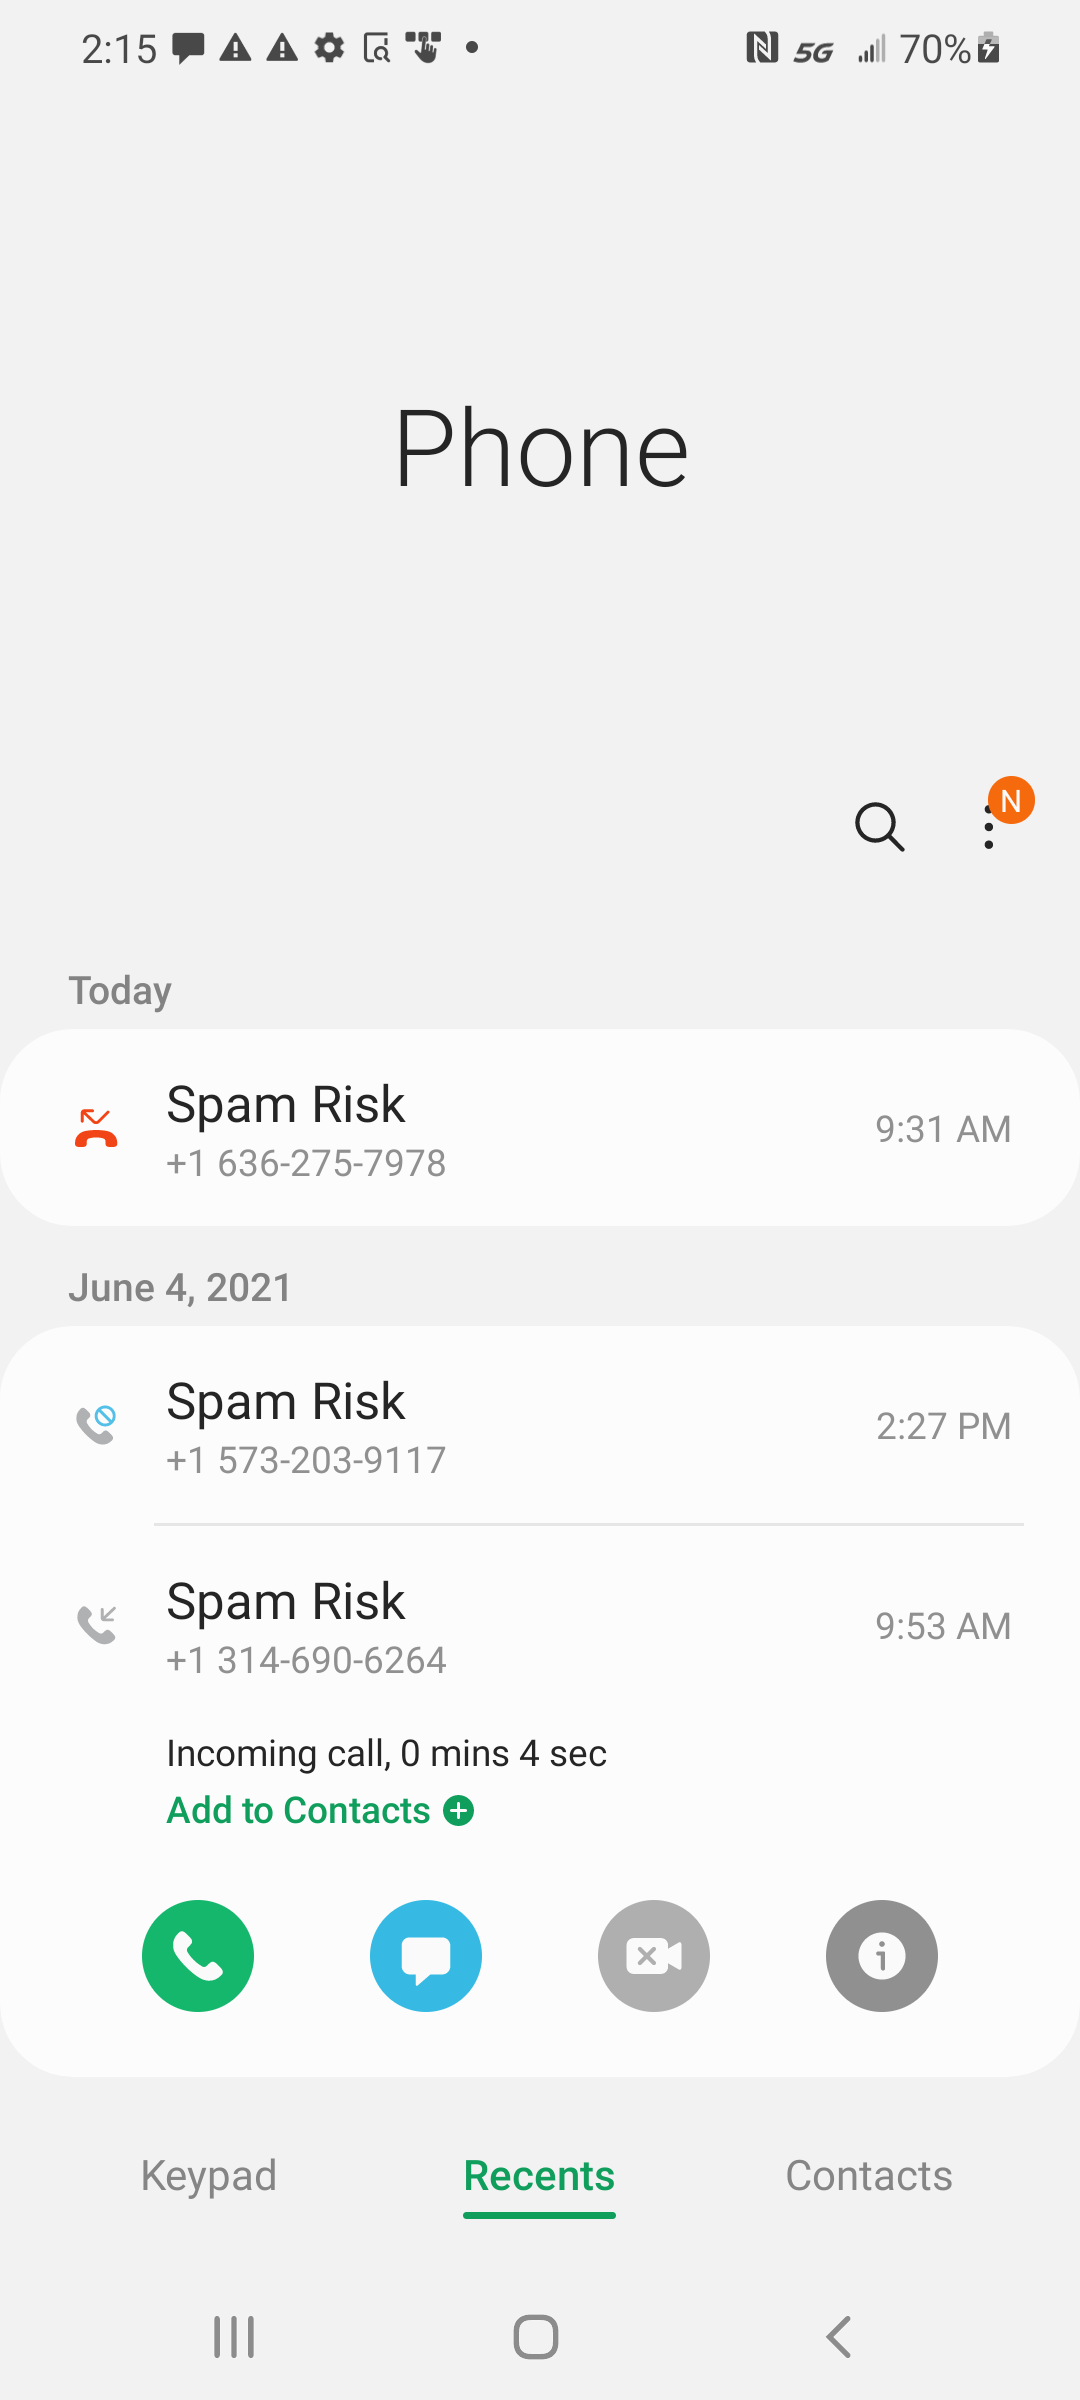 2:15 5G 70%
Phone
N
Today
Spam Risk
+1 636-275-7978
9:31 AM
June 4, 2021
Spam Risk
+1 573-203-9117
2:27 PM
Spam Risk
+1 314-690-6264
9:53 AM
Incoming call, 0 mins 4 sec
Add to Contacts
Keypad Recents Contacts